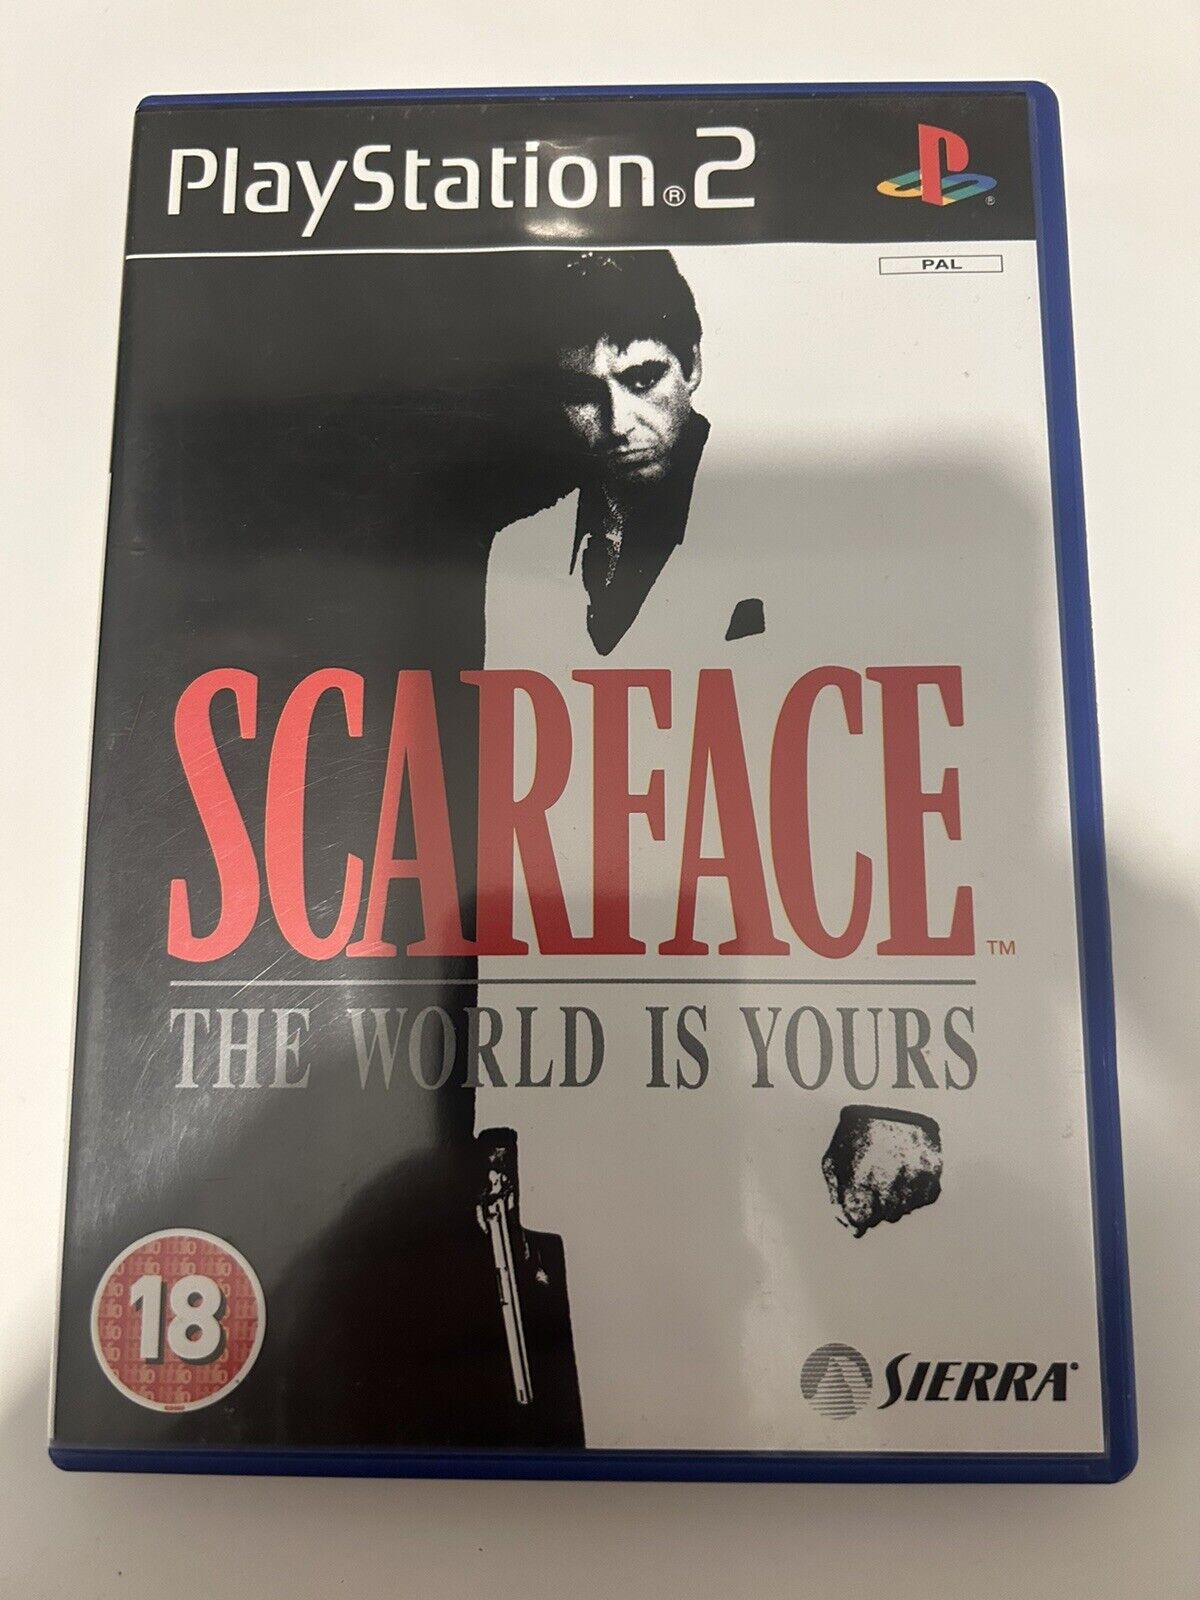 PlayStation®2
PAL
SCARFACE™
THE WORLD IS YOURS
18
SIERRA®